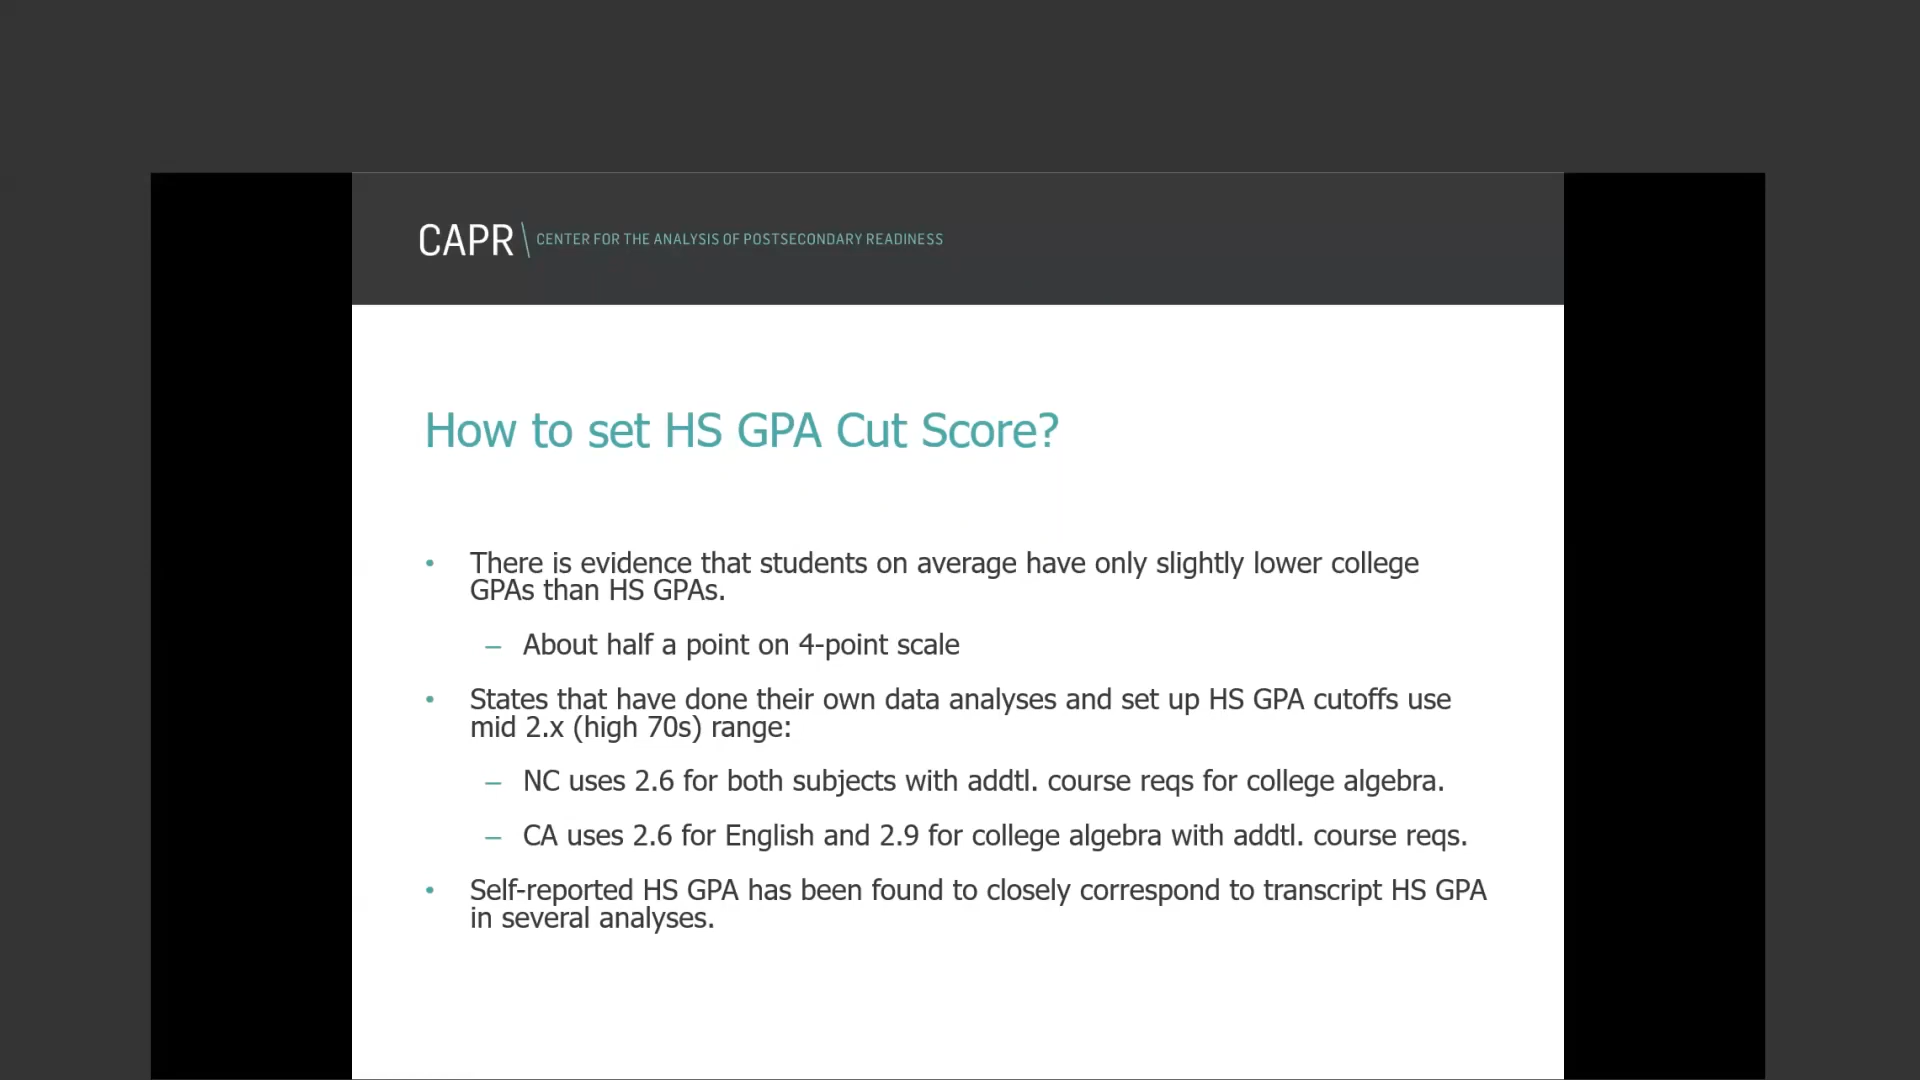 CAPR CENTER FOR THE ANALYSIS OF POSTSECONDARY READINESS
How to set HS GPA Cut Score?
• There is evidence that students on average have only slightly lower college
GPAs than HS GPAs.
– About half a point on 4-point scale
• States that have done their own data analyses and set up HS GPA cutoffs use
mid 2.x (high 70s) range:
– NC uses 2.6 for both subjects with addtl. course reqs for college algebra.
– CA uses 2.6 for English and 2.9 for college algebra with addtl. course reqs.
• Self-reported HS GPA has been found to closely correspond to transcript HS GPA
in several analyses.